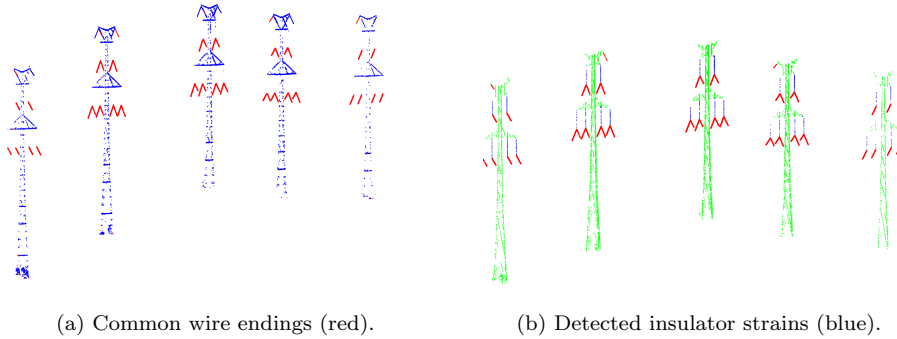 (a) Common wire endings (red).
(b) Detected insulator strains (blue).